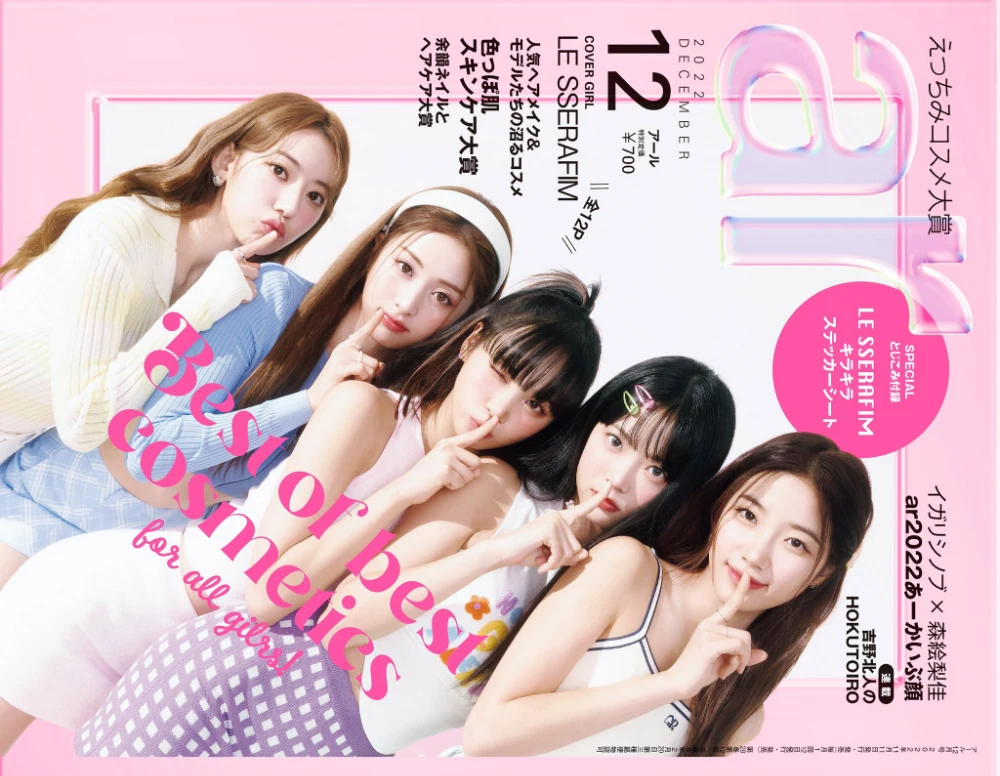 えっちみコスメ大賞
ar
2022
DECEMBER
12
アール
特別定価
¥700
COVER GIRL
LE SSERAFIM
全12P
人気ヘアメイク&
モデルたちの沼るコスメ
色っぽ肌
スキンケア大賞
余韻ネイルと
ヘアケア大賞
SPECIAL
とじこみ付録
LE SSERAFIM
キラキラ
ステッカーシート
イガリシノブ × 森絵梨佳
ar2022あーかいぶ顔
連載
吉野北人の
HOKUTOIRO
Best of best
cosmetics
for all gilrs!